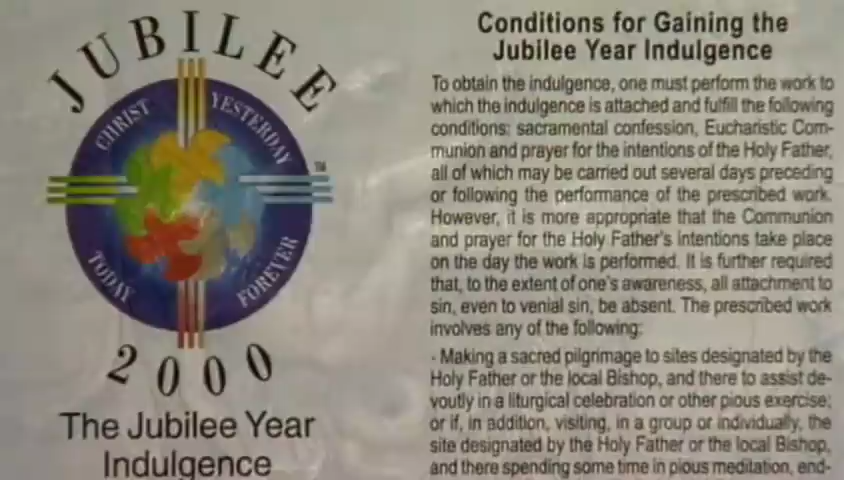 JUBILEE
CHRIST
YESTERDAY
TM
TODAY
FOREVER
2000
The Jubilee Year
Indulgence
Conditions for Gaining the
Jubilee Year Indulgence
To obtain the indulgence, one must perform the work to
which the indulgence is attached and fulfill the following
conditions: sacramental confession, Eucharistic Com-
munion and prayer for the intentions of the Holy Father,
all of which may be carried out several days preceding
or following the performance of the prescribed work.
However, it is more appropriate that the Communion
and prayer for the Holy Father's intentions take place
on the day the work is performed. It is further required
that, to the extent of one's awareness, all attachment to
sin, even to venial sin, be absent. The prescribed work
involves any of the following:
- Making a sacred pilgrimage to sites designated by the
Holy Father or the local Bishop, and there to assist de-
voutly in a liturgical celebration or other pious exercise;
or if, in addition, visiting, in a group or individually, the
site designated by the Holy Father or the local Bishop,
and there spending some time in pious meditation, end-